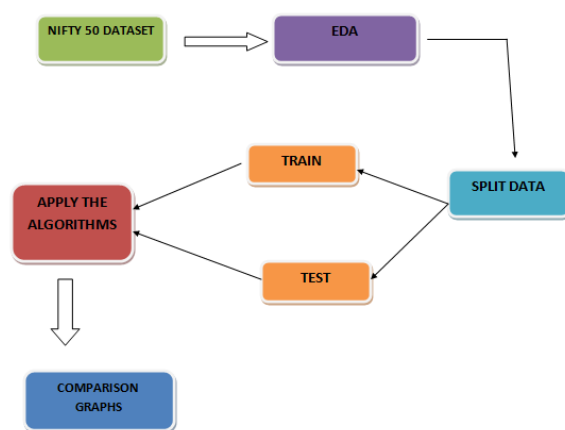 NIFTY 50 DATASET
EDA
SPLIT DATA
TRAIN
TEST
APPLY THE
ALGORITHMS
COMPARISON
GRAPHS